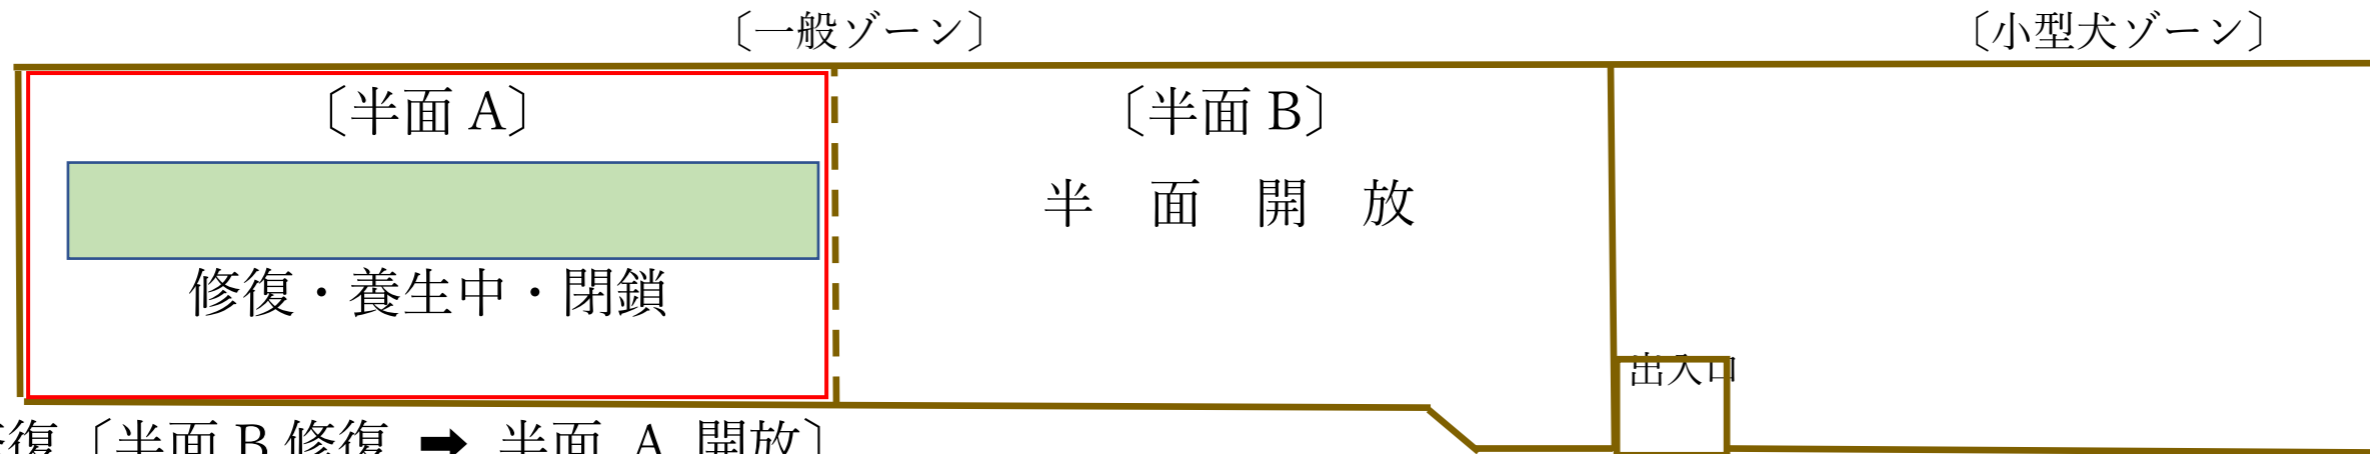 〔一般ゾーン〕
〔小型犬ゾーン〕
〔半面 A〕
〔半面 B〕
半 面 開 放
修復・養生中・閉鎖
出入口
復〔半面 B 修復 ➡ 半面 A 開放〕